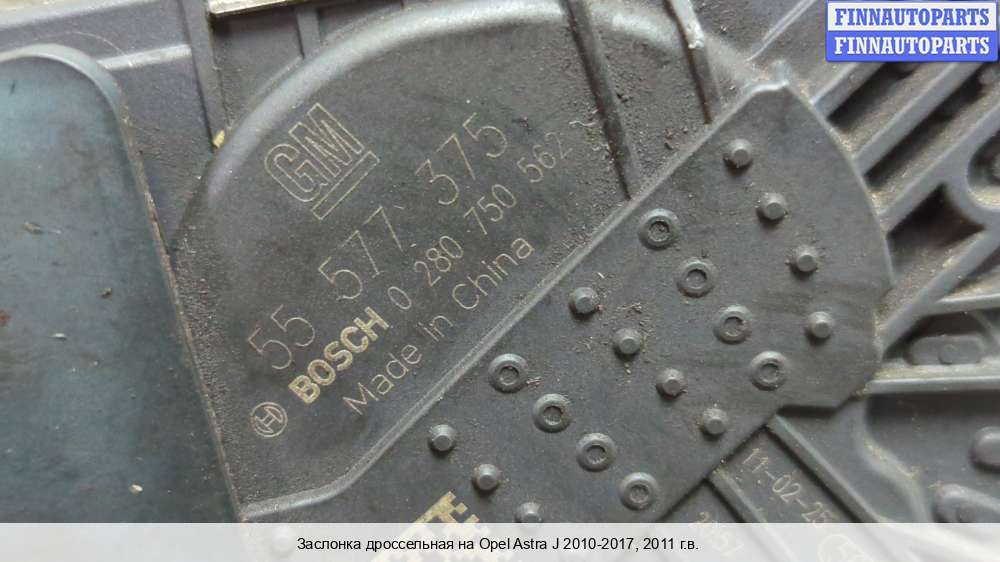 FINNAUTOPARTS
FINNAUTOPARTS
GM
55 577 375
BOSCH 0 280 750 562
Made in China
11-02-25
Заслонка дроссельная на Opel Astra J 2010-2017, 2011 г.в.